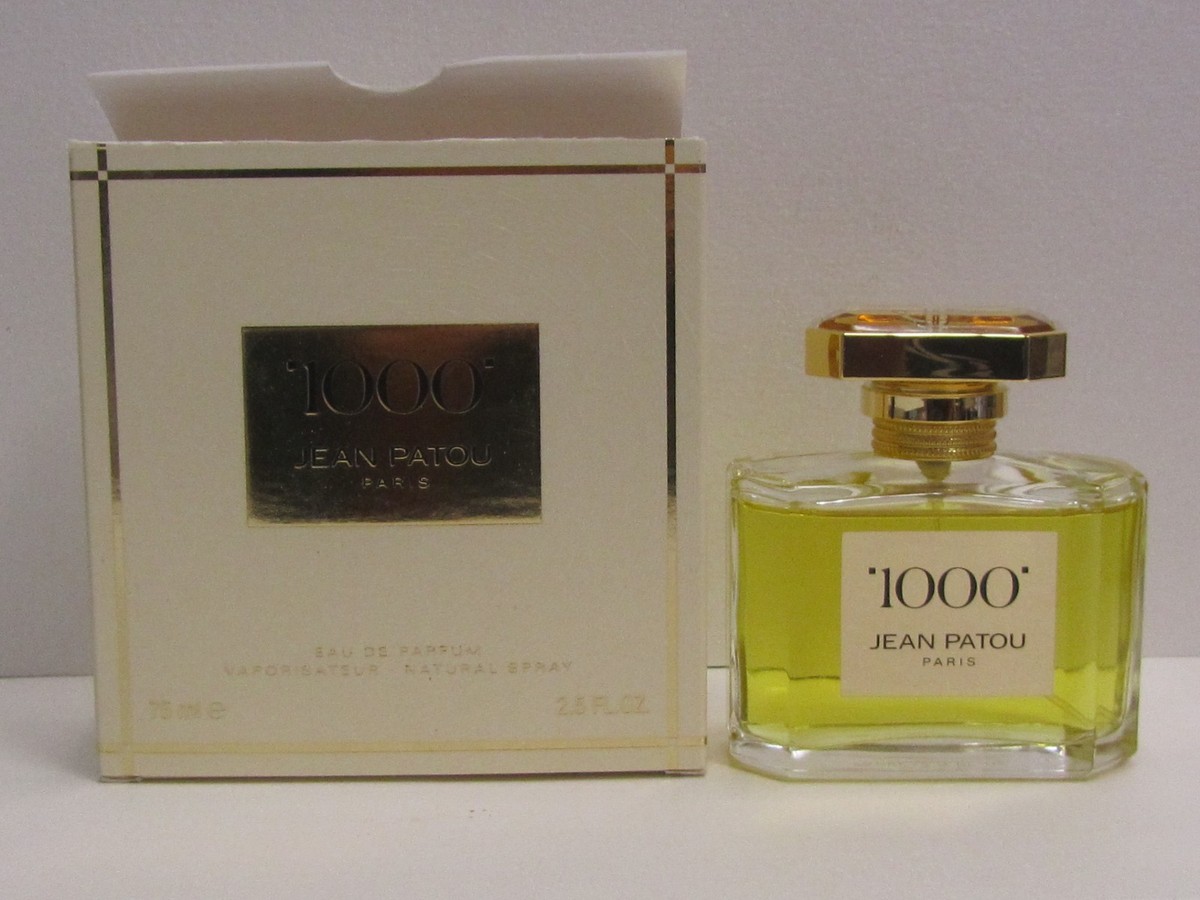 "1000"
JEAN PATOU
PARIS
EAU DE PARFUM
VAPORISATEUR NATURAL SPRAY
75 ml ℮ 2.5 FL.OZ.
"1000"
JEAN PATOU
PARIS